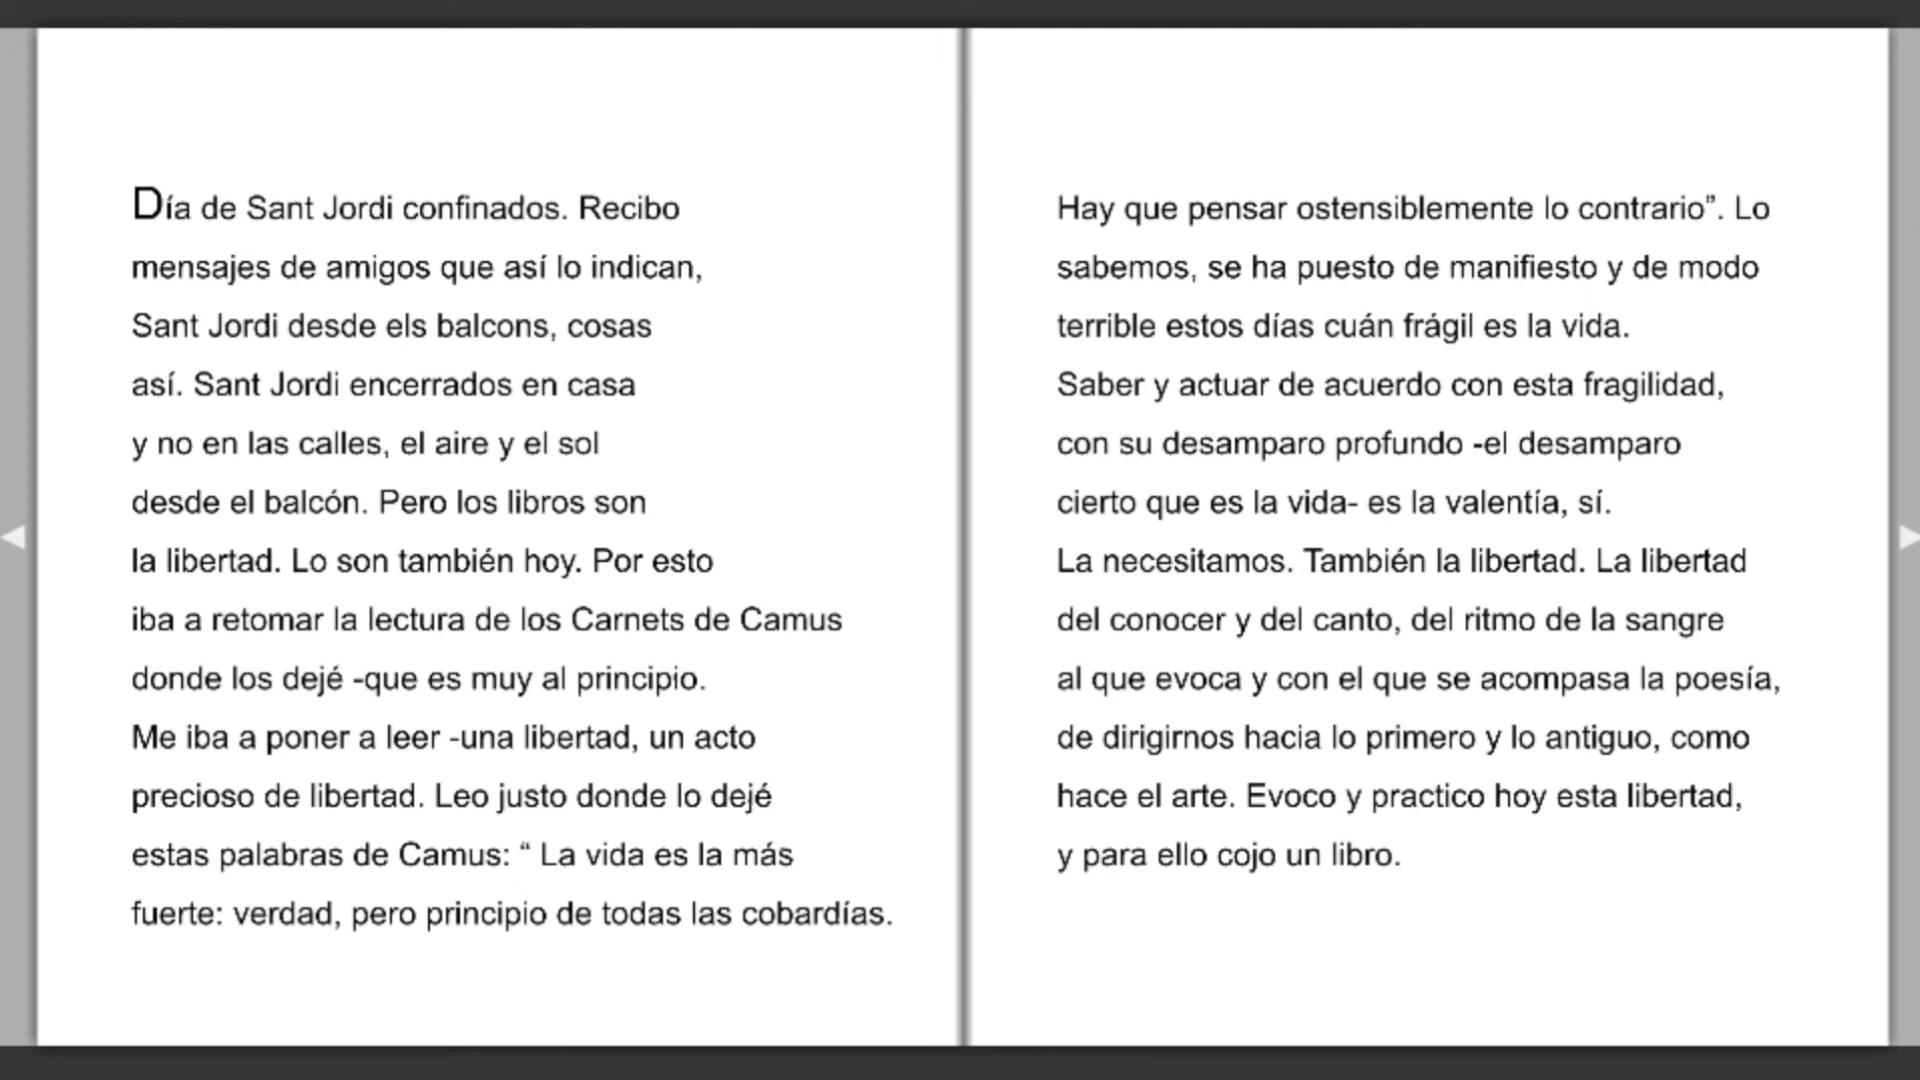 Día de Sant Jordi confinados. Recibo
mensajes de amigos que así lo indican,
Sant Jordi desde els balcons, cosas
así. Sant Jordi encerrados en casa
y no en las calles, el aire y el sol
desde el balcón. Pero los libros son
la libertad. Lo son también hoy. Por esto
iba a retomar la lectura de los Carnets de Camus
donde los dejé -que es muy al principio.
Me iba a poner a leer -una libertad, un acto
precioso de libertad. Leo justo donde lo dejé
estas palabras de Camus: “ La vida es la más
fuerte: verdad, pero principio de todas las cobardías.
Hay que pensar ostensiblemente lo contrario”. Lo
sabemos, se ha puesto de manifiesto y de modo
terrible estos días cuán frágil es la vida.
Saber y actuar de acuerdo con esta fragilidad,
con su desamparo profundo -el desamparo
cierto que es la vida- es la valentía, sí.
La necesitamos. También la libertad. La libertad
del conocer y del canto, del ritmo de la sangre
al que evoca y con el que se acompasa la poesía,
de dirigirnos hacia lo primero y lo antiguo, como
hace el arte. Evoco y practico hoy esta libertad,
y para ello cojo un libro.